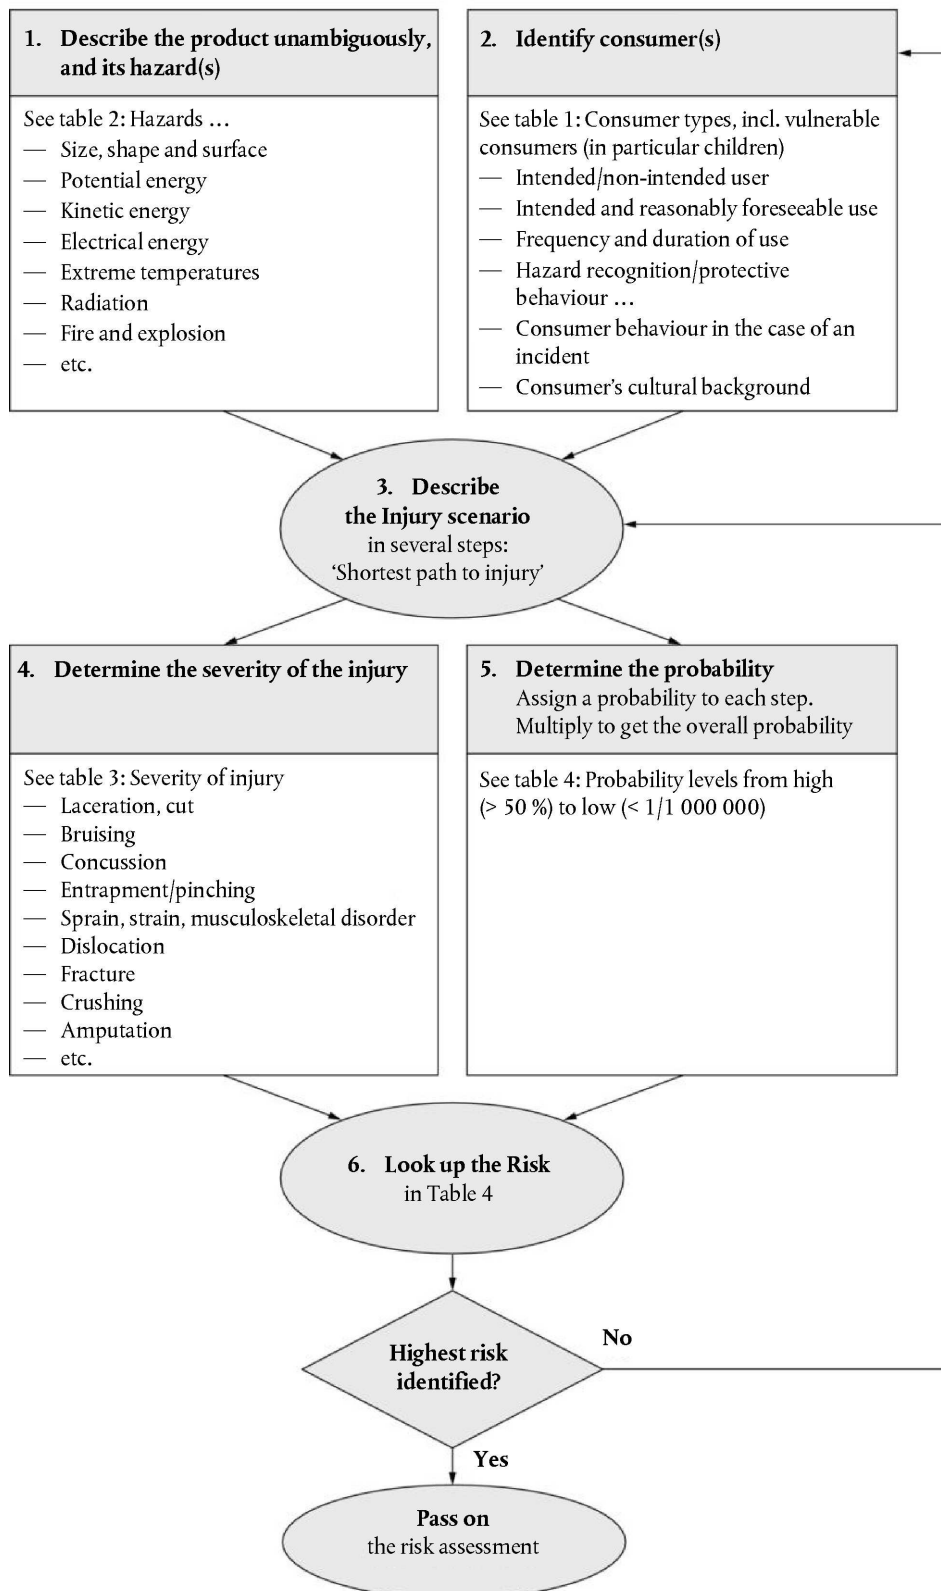 1. Describe the product unambiguously,
and its hazard(s)
See table 2: Hazards …
— Size, shape and surface
— Potential energy
— Kinetic energy
— Electrical energy
— Extreme temperatures
— Radiation
— Fire and explosion
— etc.
2. Identify consumer(s)
See table 1: Consumer types, incl. vulnerable
consumers (in particular children)
— Intended/non-intended user
— Intended and reasonably foreseeable use
— Frequency and duration of use
— Hazard recognition/protective
behaviour …
— Consumer behaviour in the case of an
incident
— Consumer’s cultural background
3. Describe
the Injury scenario
in several steps:
‘Shortest path to injury’
4. Determine the severity of the injury
See table 3: Severity of injury
— Laceration, cut
— Bruising
— Concussion
— Entrapment/pinching
— Sprain, strain, musculoskeletal disorder
— Dislocation
— Fracture
— Crushing
— Amputation
— etc.
5. Determine the probability
Assign a probability to each step.
Multiply to get the overall probability
See table 4: Probability levels from high
(> 50 %) to low (< 1/1 000 000)
6. Look up the Risk
in Table 4
Highest risk
identified?
No
Yes
Pass on
the risk assessment